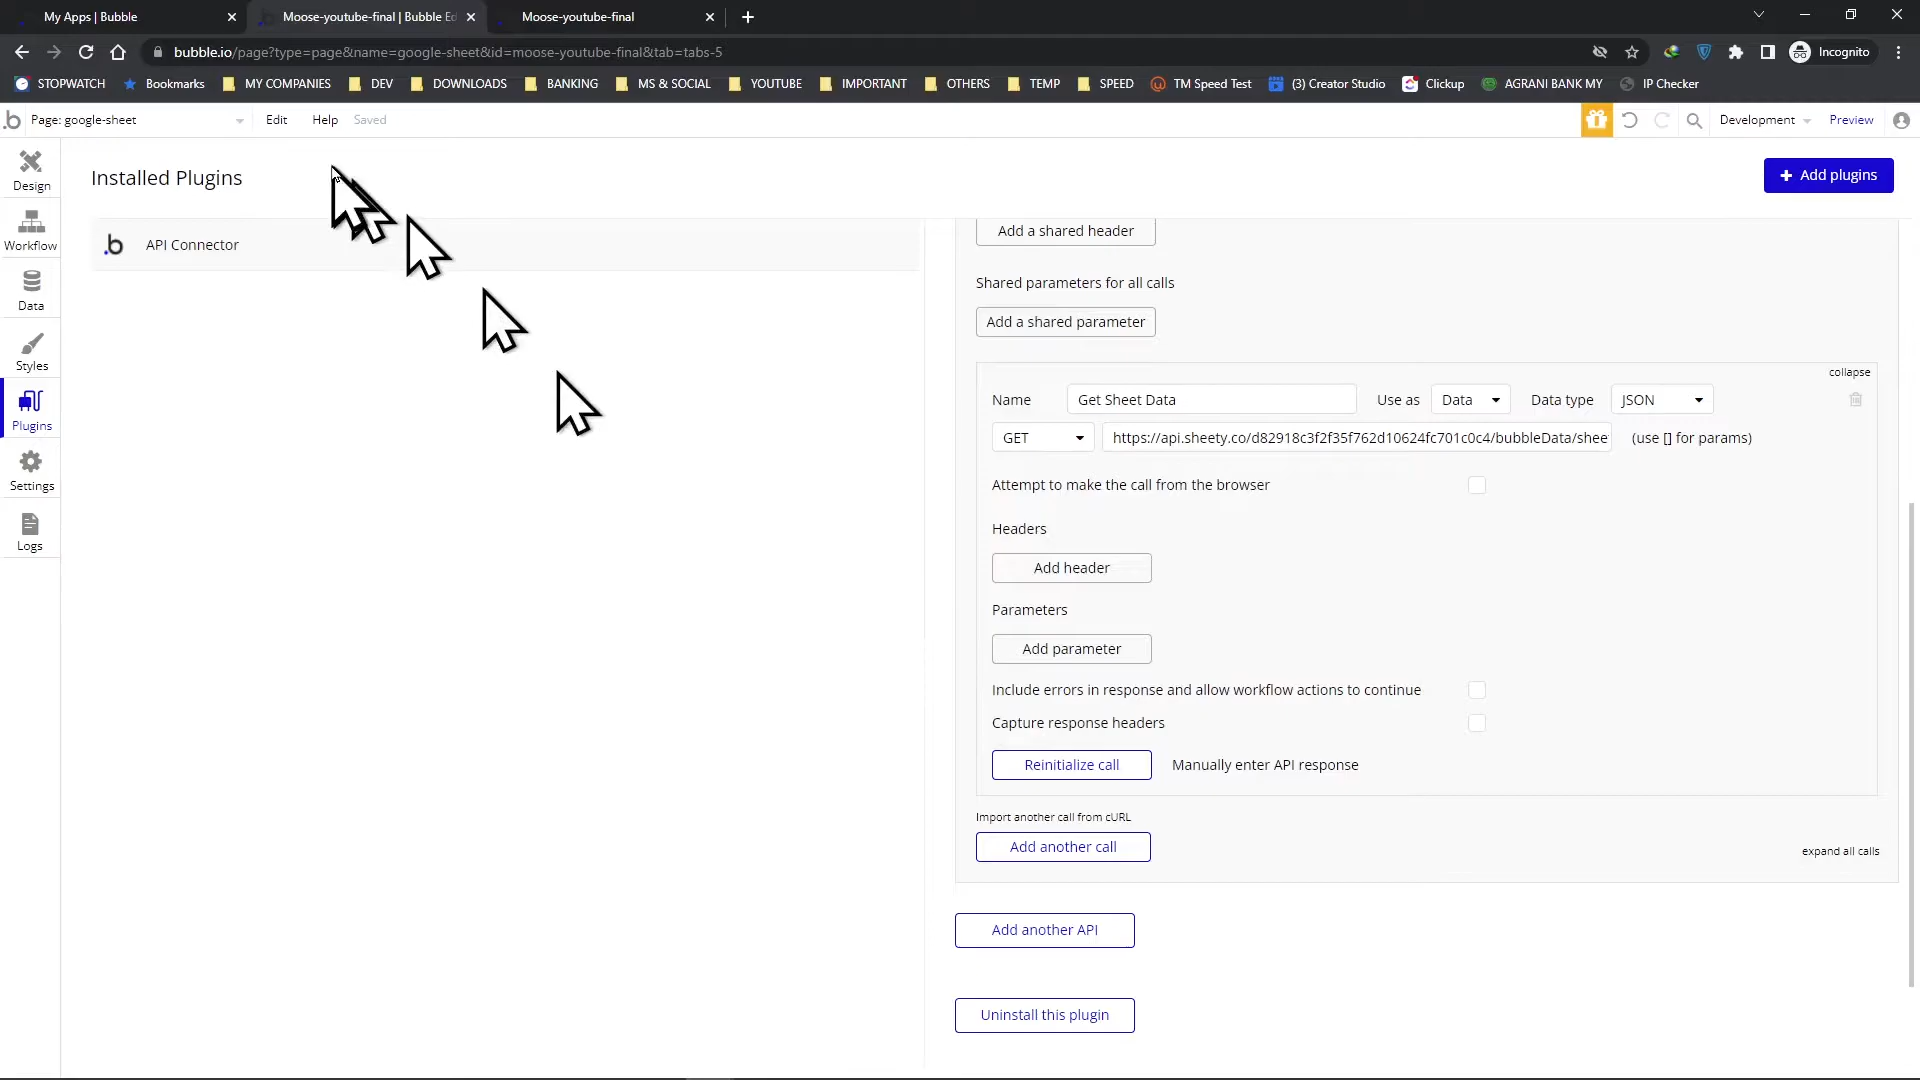 My Apps | Bubble
Moose-youtube-final | Bubble Ed
Moose-youtube-final
bubble.io/page?type=page&name=google-sheet&id=moose-youtube-final&tab=tabs-5
Incognito
STOPWATCH
Bookmarks
MY COMPANIES
DEV
DOWNLOADS
BANKING
MS & SOCIAL
YOUTUBE
IMPORTANT
OTHERS
TEMP
SPEED
TM Speed Test
(3) Creator Studio
Clickup
AGRANI BANK MY
IP Checker
Page: google-sheet
Edit
Help
Saved
Development
Preview
Design
Workflow
Data
Styles
Plugins
Settings
Logs
Installed Plugins
+ Add plugins
.b API Connector
Add a shared header
Shared parameters for all calls
Add a shared parameter
collapse
Name
Get Sheet Data
Use as
Data
Data type
JSON
GET
https://api.sheety.co/d82918c3f2f35f762d10624fc701c0c4/bubbleData/shee
(use [] for params)
Attempt to make the call from the browser
Headers
Add header
Parameters
Add parameter
Include errors in response and allow workflow actions to continue
Capture response headers
Reinitialize call
Manually enter API response
Import another call from cURL
Add another call
expand all calls
Add another API
Uninstall this plugin